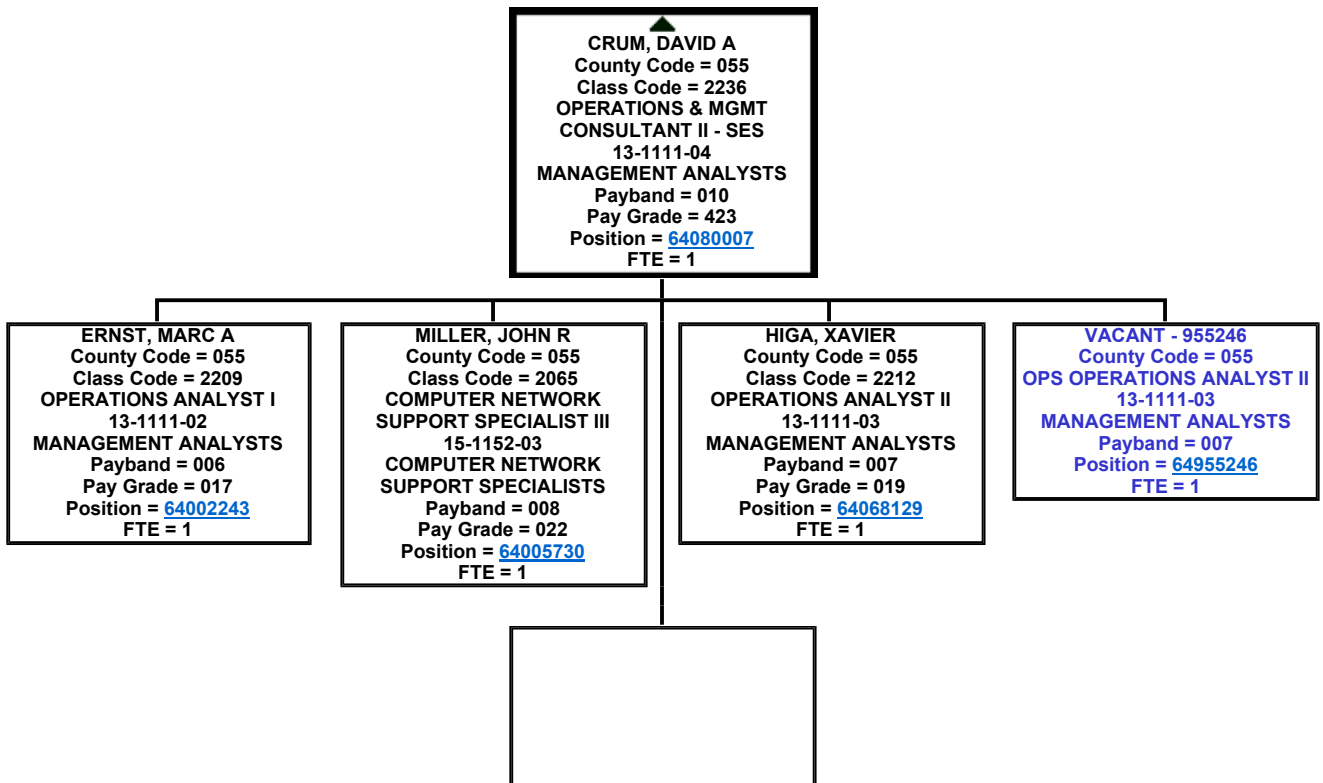 CRUM, DAVID A
County Code = 055
Class Code = 2236
OPERATIONS & MGMT
CONSULTANT II - SES
13-1111-04
MANAGEMENT ANALYSTS
Payband = 010
Pay Grade = 423
Position = 64080007
FTE = 1
ERNST, MARC A
County Code = 055
Class Code = 2209
OPERATIONS ANALYST I
13-1111-02
MANAGEMENT ANALYSTS
Payband = 006
Pay Grade = 017
Position = 64002243
FTE = 1
MILLER, JOHN R
County Code = 055
Class Code = 2065
COMPUTER NETWORK
SUPPORT SPECIALIST III
15-1152-03
COMPUTER NETWORK
SUPPORT SPECIALISTS
Payband = 008
Pay Grade = 022
Position = 64005730
FTE = 1
HIGA, XAVIER
County Code = 055
Class Code = 2212
OPERATIONS ANALYST II
13-1111-03
MANAGEMENT ANALYSTS
Payband = 007
Pay Grade = 019
Position = 64068129
FTE = 1
VACANT - 955246
County Code = 055
OPS OPERATIONS ANALYST II
13-1111-03
MANAGEMENT ANALYSTS
Payband = 007
Position = 64955246
FTE = 1